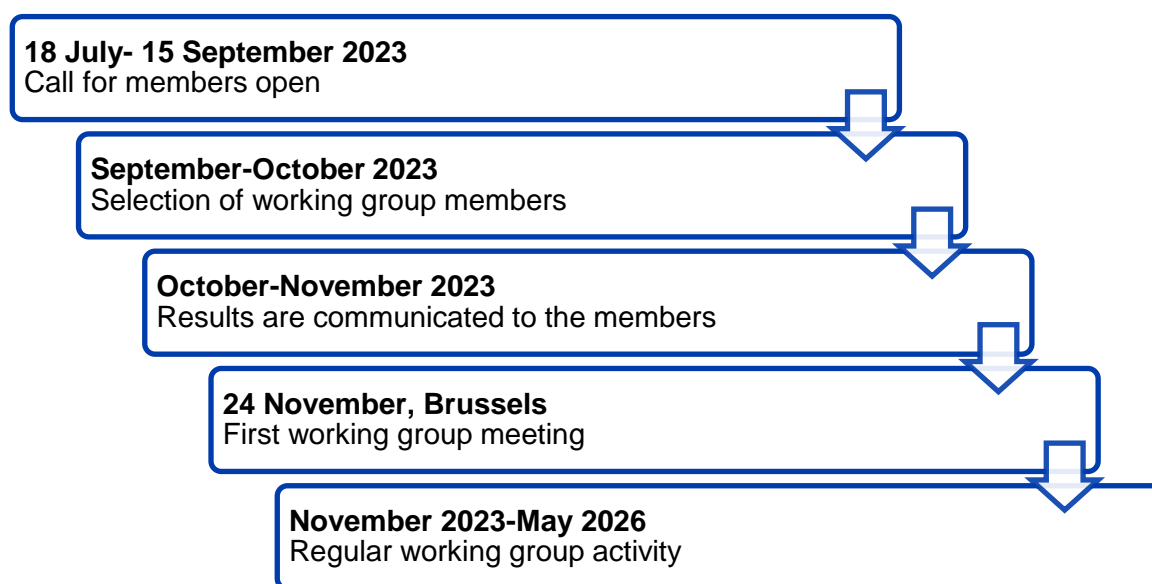 18 July- 15 September 2023
Call for members open
September-October 2023
Selection of working group members
October-November 2023
Results are communicated to the members
24 November, Brussels
First working group meeting
November 2023-May 2026
Regular working group activity